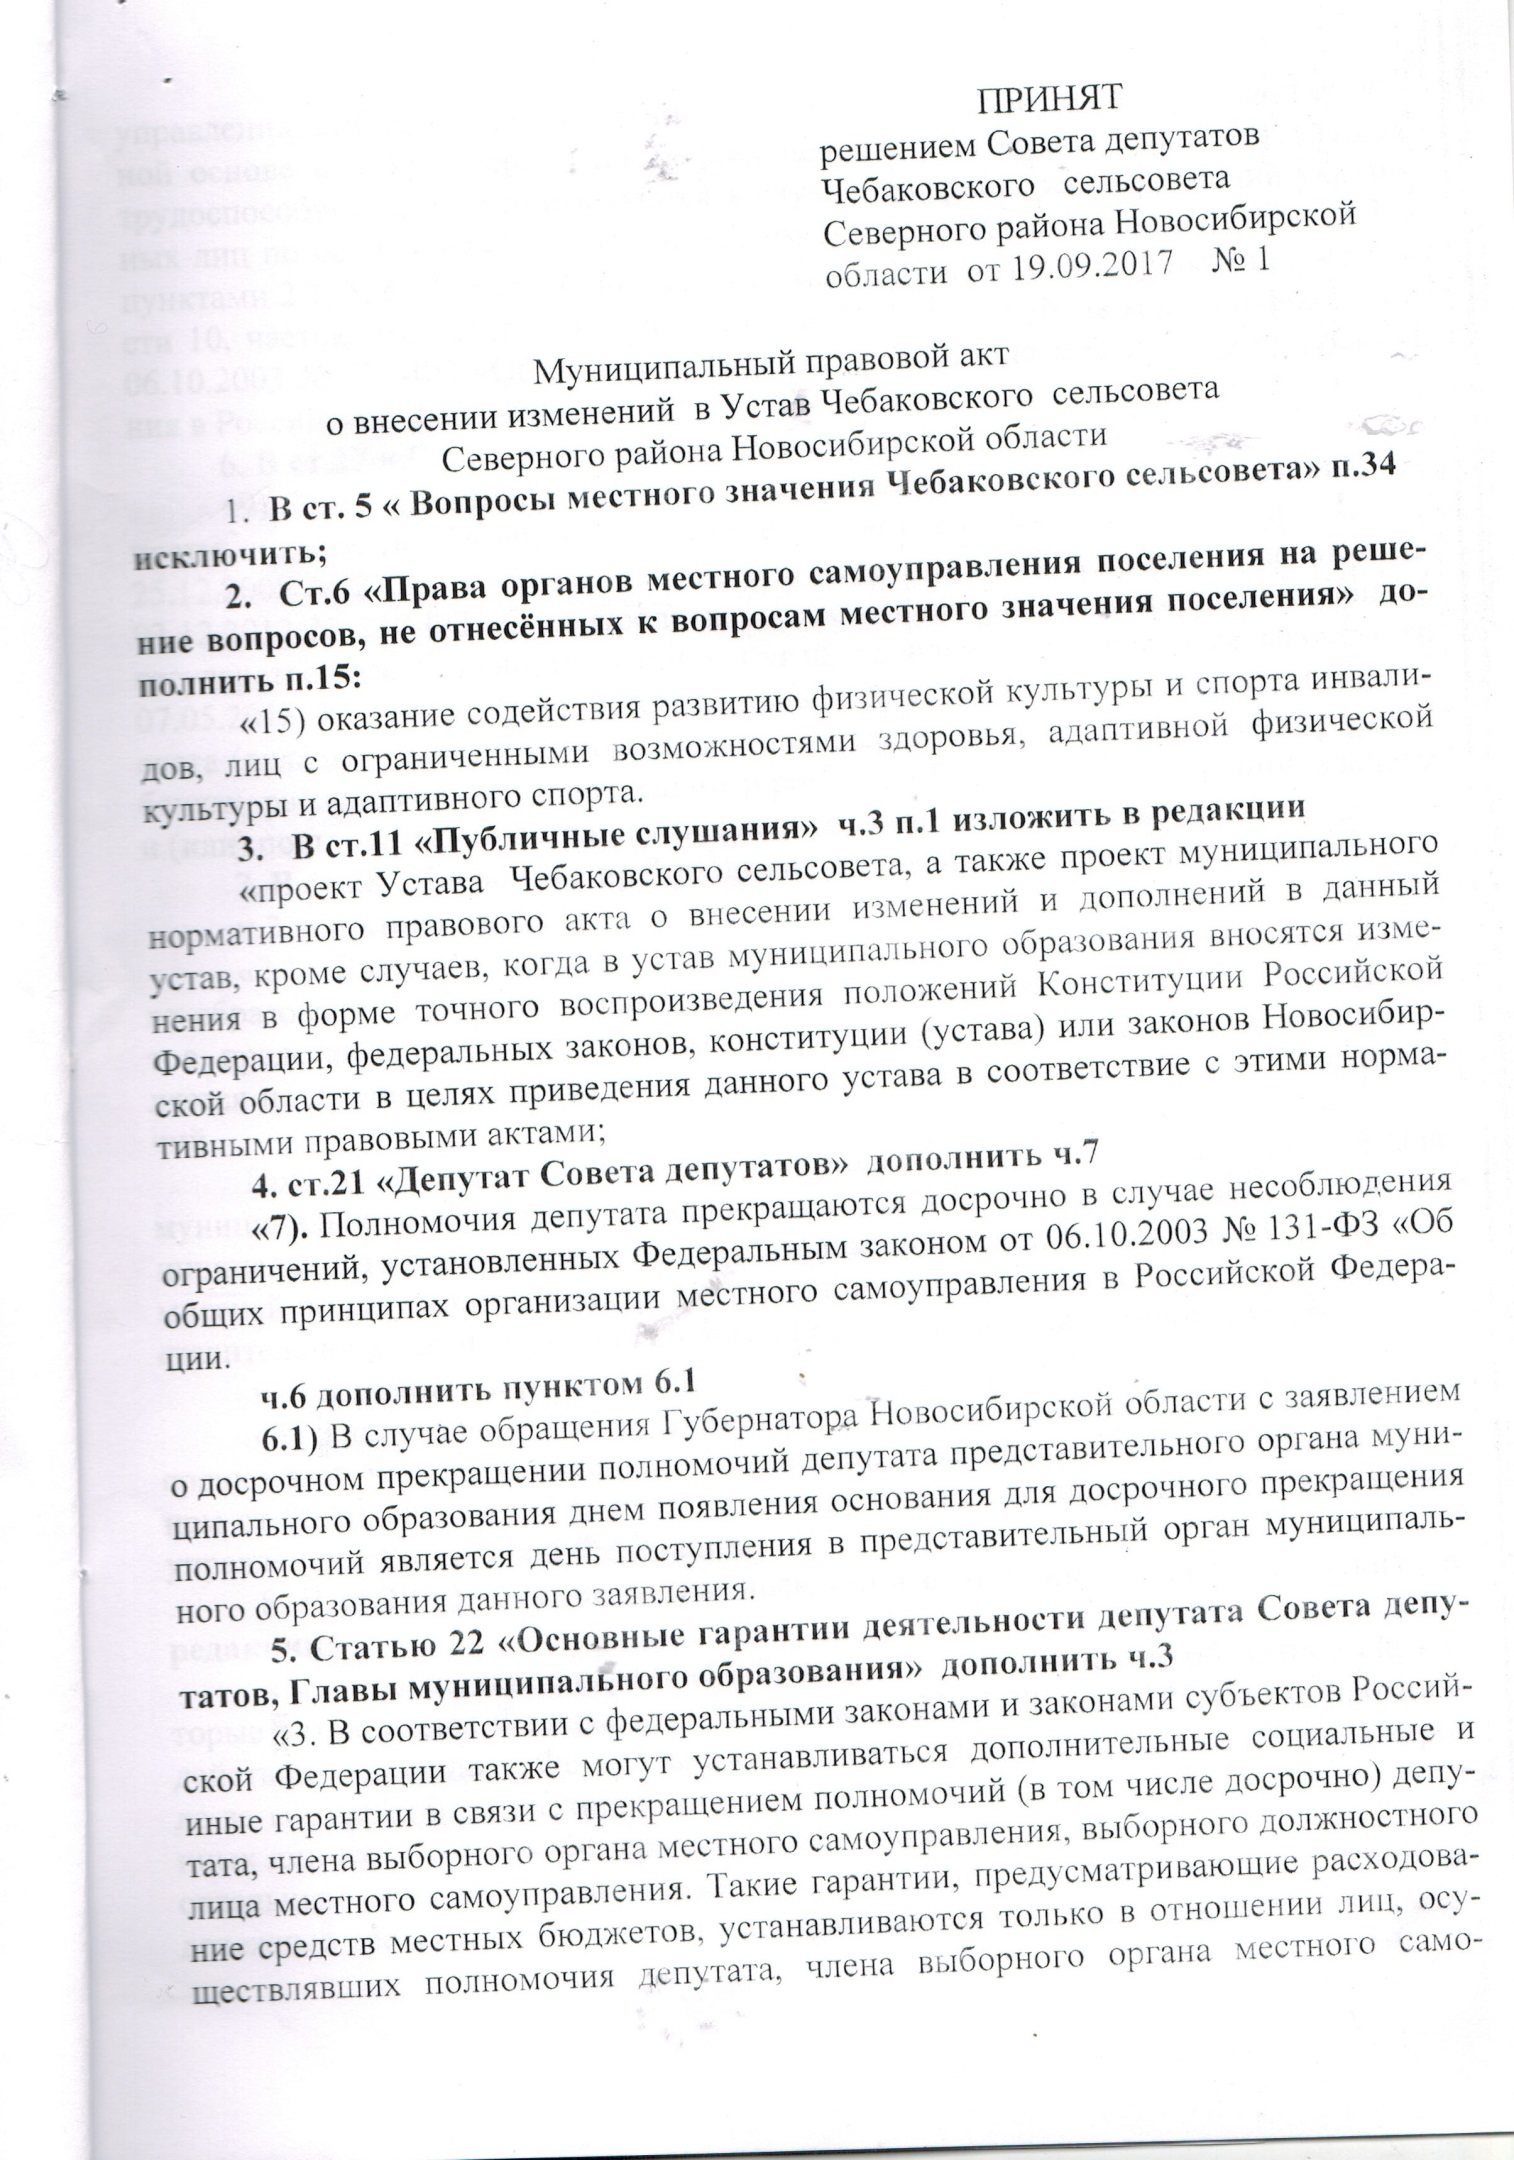 ПРИНЯТ
решением Совета депутатов
Чебаковского сельсовета
Северного района Новосибирской
области от 19.09.2017 № 1
Муниципальный правовой акт
о внесении изменений в Устав Чебаковского сельсовета
Северного района Новосибирской области
1. В ст. 5 « Вопросы местного значения Чебаковского сельсовета» п.34
исключить;
2. Ст.6 «Права органов местного самоуправления поселения на реше-
ние вопросов, не отнесённых к вопросам местного значения поселения» до-
полнить п.15:
«15) оказание содействия развитию физической культуры и спорта инвали-
дов, лиц с ограниченными возможностями здоровья, адаптивной физической
культуры и адаптивного спорта.
3. В ст.11 «Публичные слушания» ч.3 п.1 изложить в редакции
«проект Устава Чебаковского сельсовета, а также проект муниципального
нормативного правового акта о внесении изменений и дополнений в данный
устав, кроме случаев, когда в устав муниципального образования вносятся изме-
нения в форме точного воспроизведения положений Конституции Российской
Федерации, федеральных законов, конституции (устава) или законов Новосибир-
ской области в целях приведения данного устава в соответствие с этими норма-
тивными правовыми актами;
4. ст.21 «Депутат Совета депутатов» дополнить ч.7
«7). Полномочия депутата прекращаются досрочно в случае несоблюдения
ограничений, установленных Федеральным законом от 06.10.2003 № 131-ФЗ «Об
общих принципах организации местного самоуправления в Российской Федера-
ции.
ч.6 дополнить пунктом 6.1
6.1) В случае обращения Губернатора Новосибирской области с заявлением
о досрочном прекращении полномочий депутата представительного органа муни-
ципального образования днем появления основания для досрочного прекращения
полномочий является день поступления в представительный орган муниципаль-
ного образования данного заявления.
5. Статью 22 «Основные гарантии деятельности депутата Совета депу-
татов, Главы муниципального образования» дополнить ч.3
«3. В соответствии с федеральными законами и законами субъектов Россий-
ской Федерации также могут устанавливаться дополнительные социальные и
иные гарантии в связи с прекращением полномочий (в том числе досрочно) депу-
тата, члена выборного органа местного самоуправления, выборного должностного
лица местного самоуправления. Такие гарантии, предусматривающие расходова-
ние средств местных бюджетов, устанавливаются только в отношении лиц, осу-
ществлявших полномочия депутата, члена выборного органа местного само-